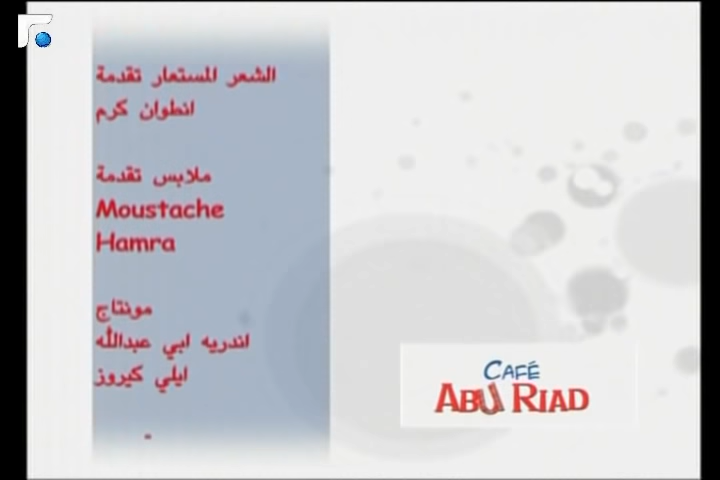 الشعر المستعار تقدمة
انطوان كرم
ملابس تقدمة
Moustache
Hamra
مونتاج
اندريه ابي عبدالله
ايلي كيروز
CAFÉ
ABU RIAD